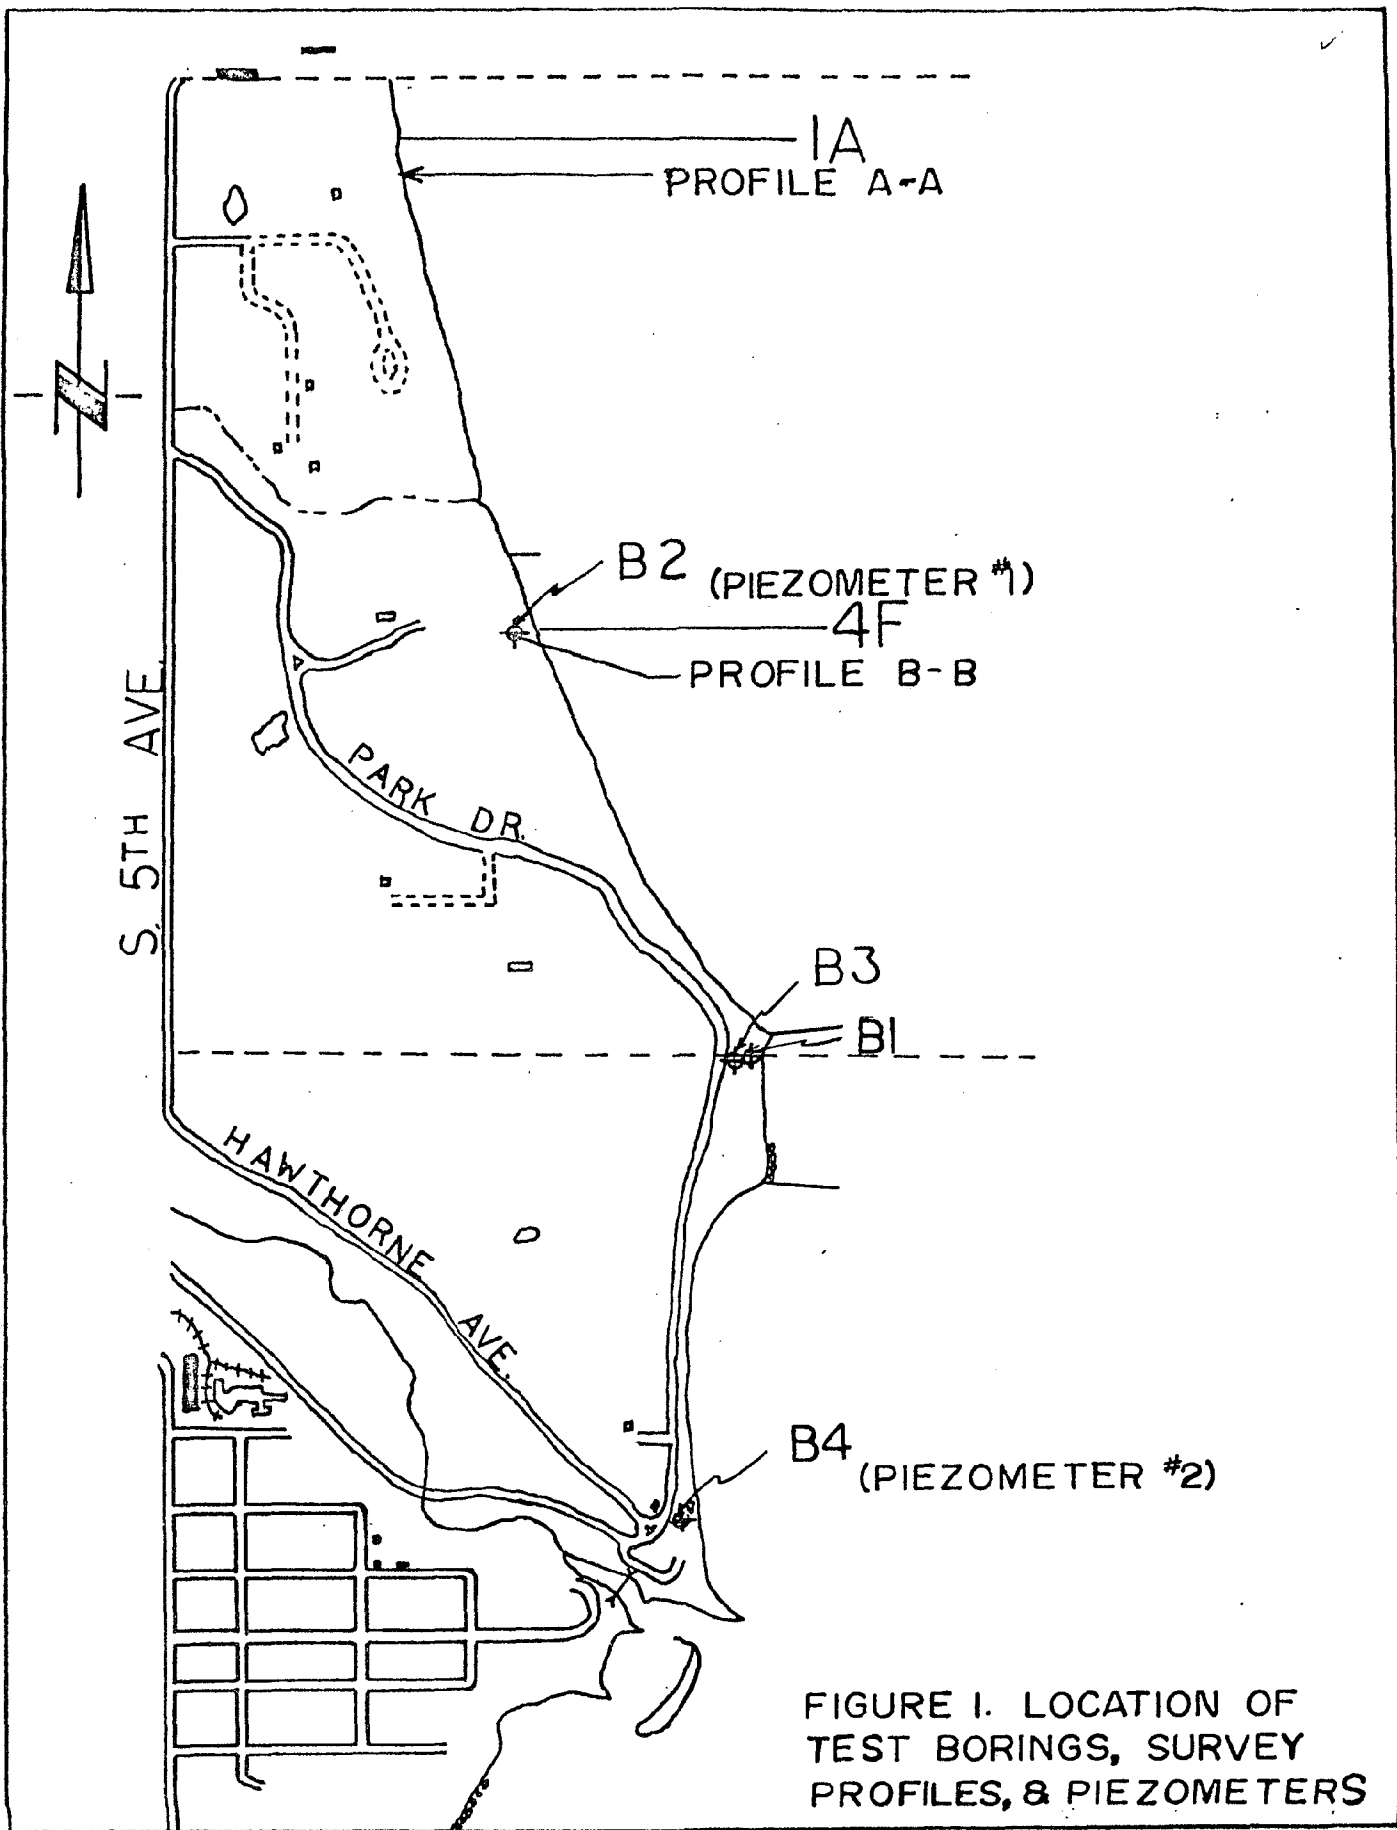 1A
PROFILE A-A
N
B2 (PIEZOMETER #1)
4F
PROFILE B-B
S. 5TH AVE.
PARK DR.
B3
B1
HAWTHORNE AVE.
B4 (PIEZOMETER #2)
FIGURE 1. LOCATION OF
TEST BORINGS, SURVEY
PROFILES, & PIEZOMETERS